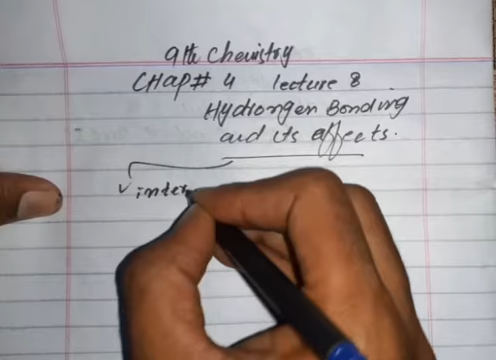 9th Chemistry
CHAP# 4 lecture 8
Hydrogen Bonding
and its affects.
inter